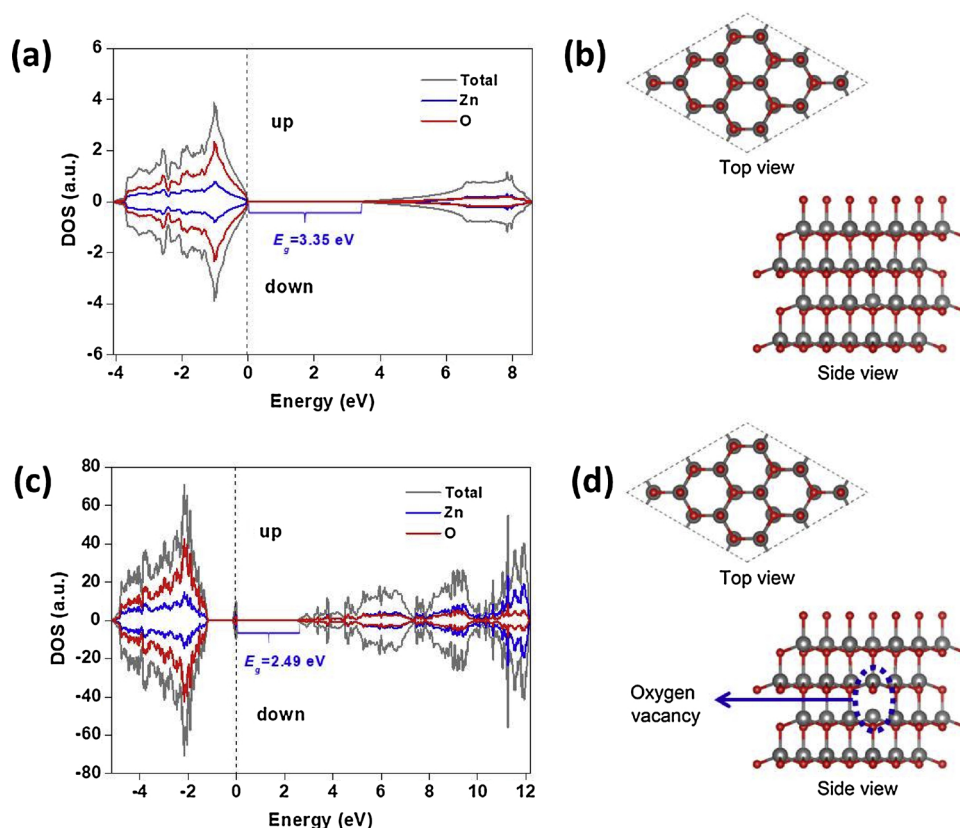 (a)
6
4
2
0
-2
-4
-6
DOS (a.u.)
Total
Zn
O
up
E_g=3.35 eV
down
-4 -2 0 2 4 6 8
Energy (eV)
(b)
Top view
Side view
(c)
80
60
40
20
0
-20
-40
-60
-80
DOS (a.u.)
Total
Zn
O
up
E_g=2.49 eV
down
-4 -2 0 2 4 6 8 10 12
Energy (eV)
(d)
Top view
Oxygen
vacancy
Side view